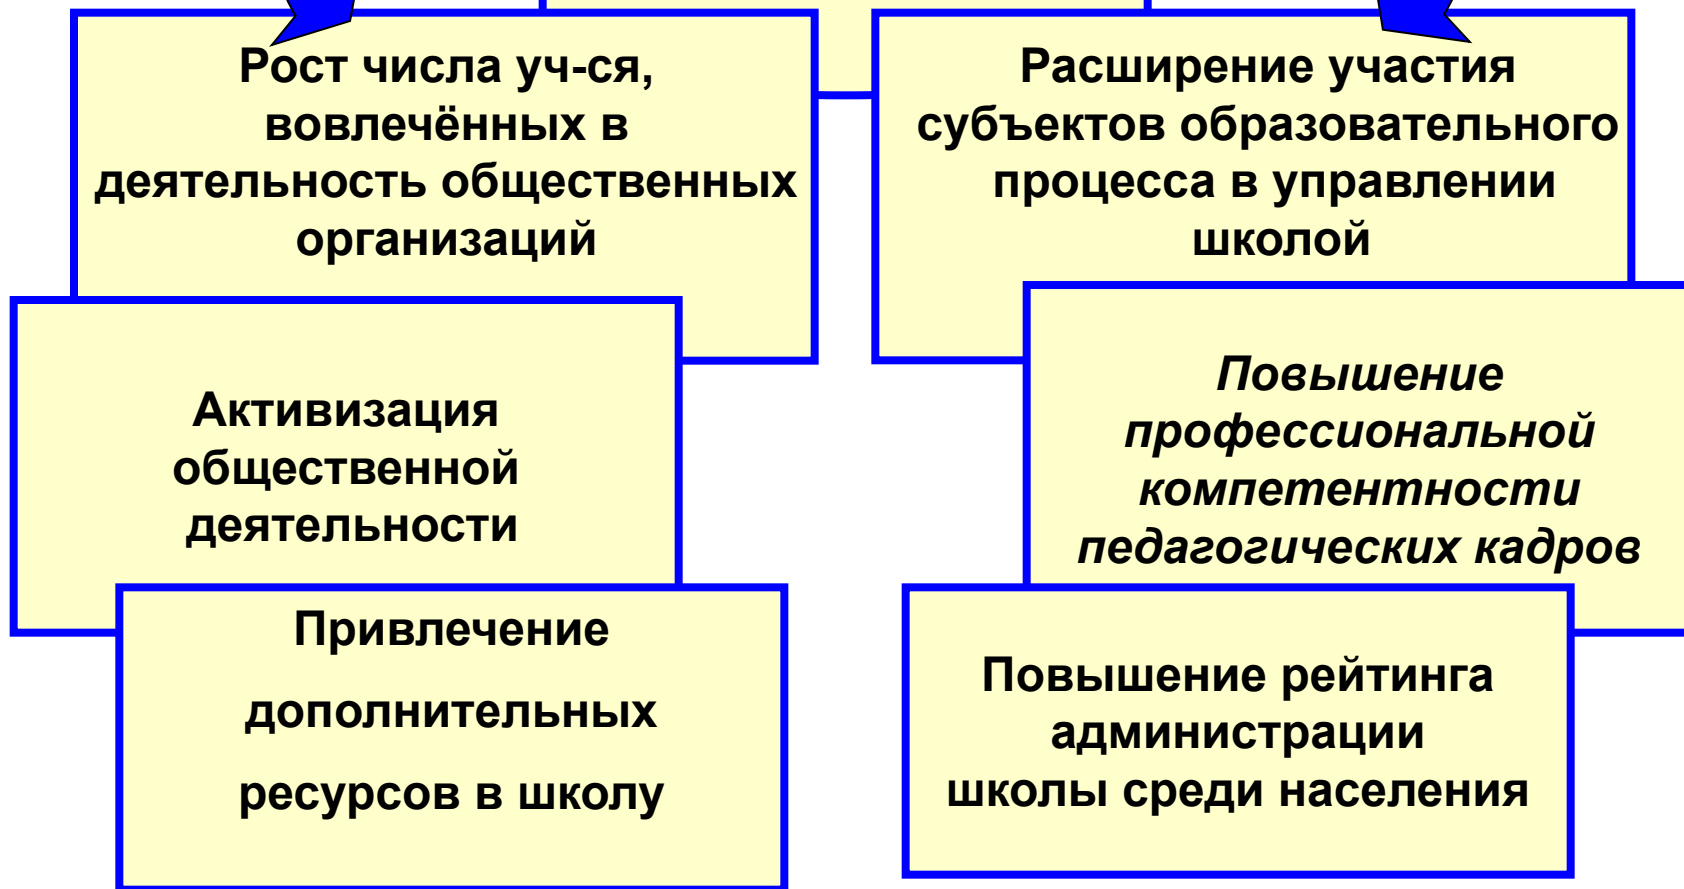 Рост числа уч-ся,
вовлечённых в
деятельность общественных
организаций
Расширение участия
субъектов образовательного
процесса в управлении
школой
Активизация
общественной
деятельности
Повышение
профессиональной
компетентности
педагогических кадров
Привлечение
дополнительных
ресурсов в школу
Повышение рейтинга
администрации
школы среди населения